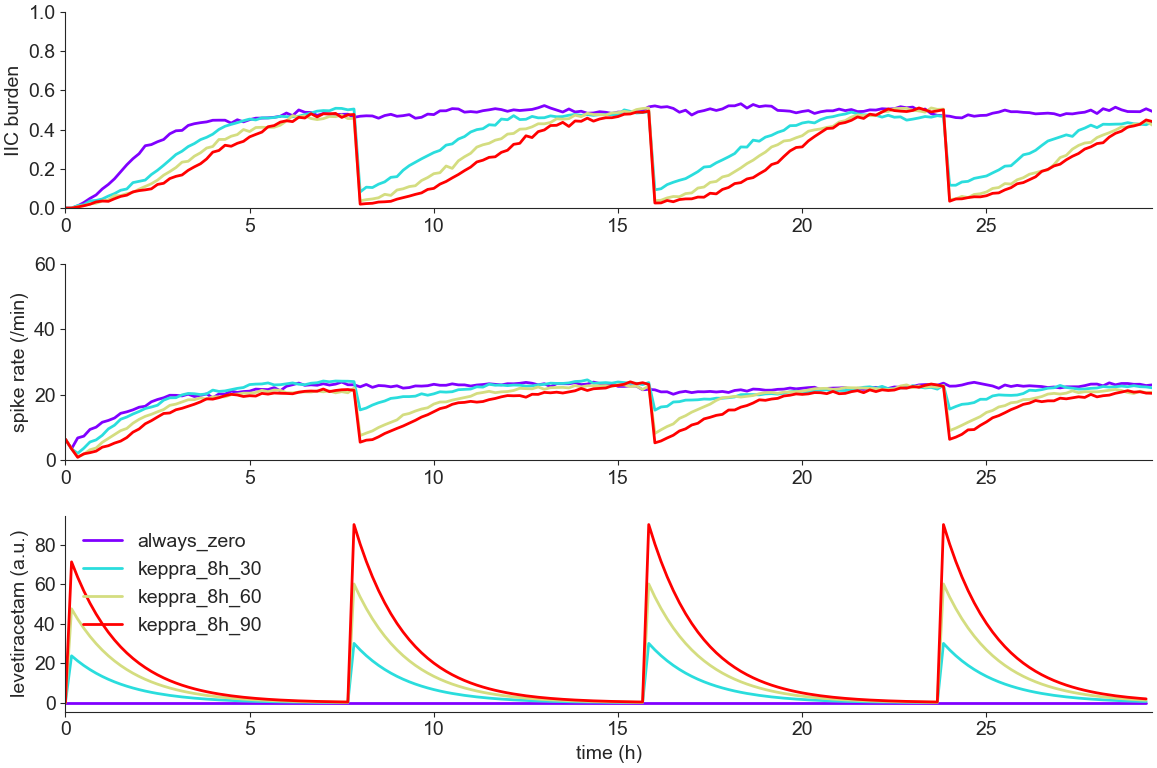 IIC burden
1.0
0.8
0.6
0.4
0.2
0.0
0 5 10 15 20 25
spike rate (/min)
60
40
20
0
0 5 10 15 20 25
levetiracetam (a.u.)
80
60
40
20
0
always_zero
keppra_8h_30
keppra_8h_60
keppra_8h_90
0 5 10 15 20 25
time (h)